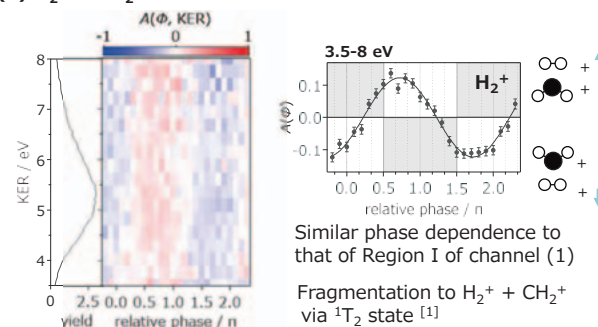 A(Φ, KER)
-1 0 1
8
7
6
5
4
KER / eV
0 2.5
yield
0.0 0.5 1.0 1.5 2.0
relative phase / π
3.5-8 eV
H₂⁺
0.1
0.0
-0.1
A(Φ)
0.0 0.5 1.0 1.5 2.0
relative phase / π
+
+
+
+
Similar phase dependence to
that of Region I of channel (1)
Fragmentation to H₂⁺ + CH₂⁺
via ¹T₂ state [1]